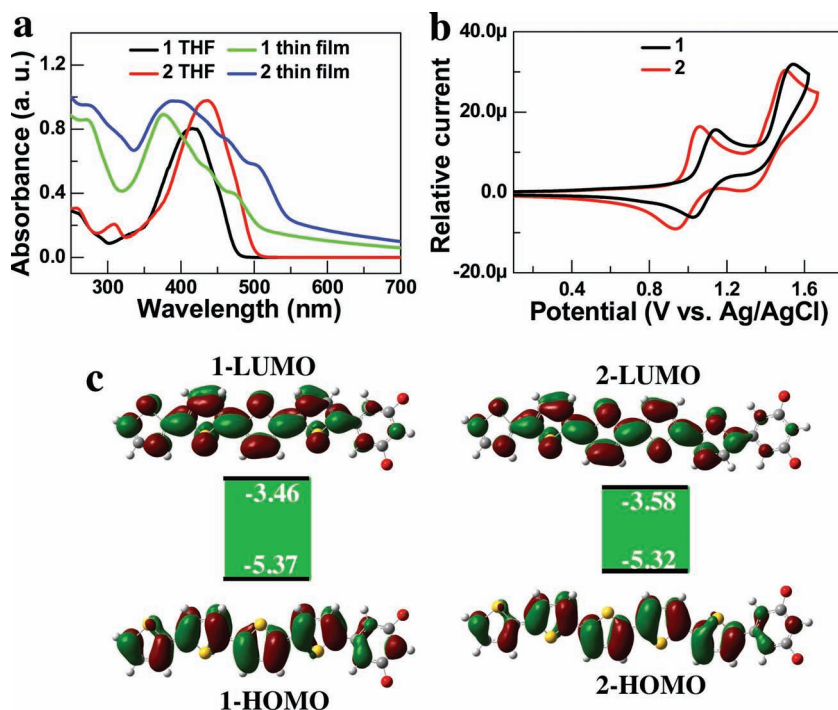 a
1 THF 1 thin film
2 THF 2 thin film
1.2
0.8
0.4
0.0
Absorbance (a. u.)
300 400 500 600 700
Wavelength (nm)
b
1
2
40.0µ
20.0µ
0.0
-20.0µ
Relative current
0.4 0.8 1.2 1.6
Potential (V vs. Ag/AgCl)
c
1-LUMO
-3.46
-5.37
1-HOMO
2-LUMO
-3.58
-5.32
2-HOMO